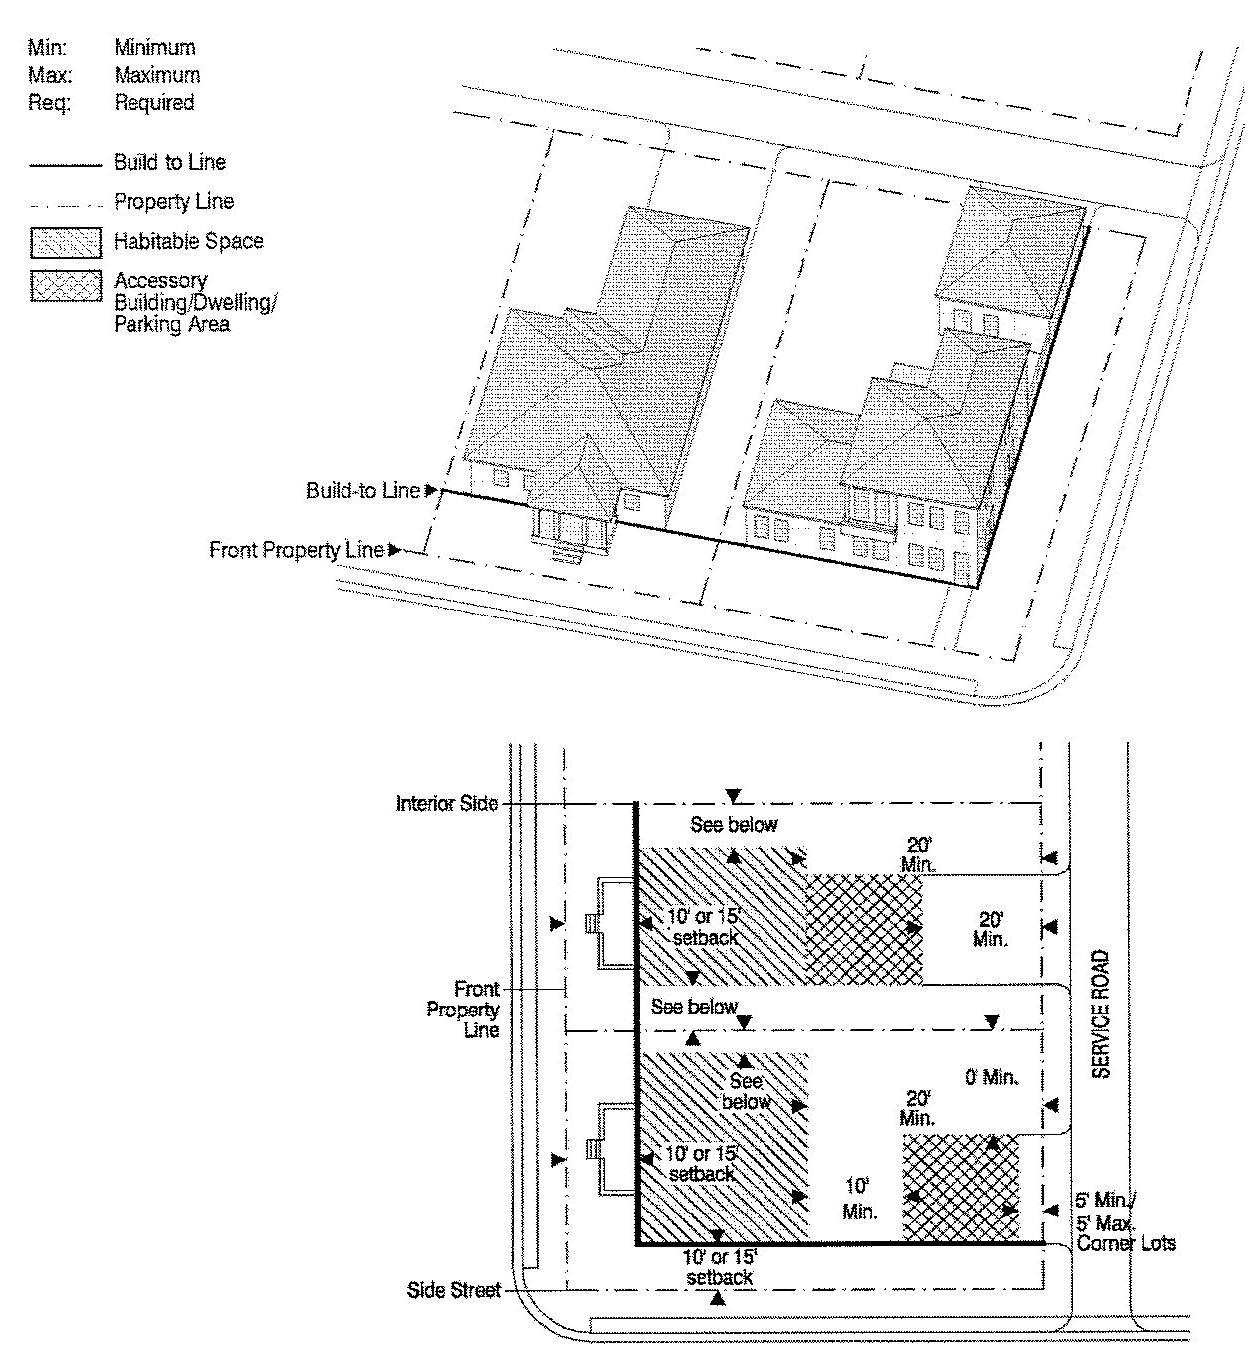 Min: Minimum
Max: Maximum
Req: Required
Build to Line
Property Line
Habitable Space
Accessory
Building/Dwelling/
Parking Area
Build-to Line
Front Property Line
Interior Side
See below
20'
Min.
10' or 15'
setback
20'
Min.
Front
Property
Line
See below
SERVICE ROAD
See
below
0' Min.
20'
Min.
10' or 15'
setback
10'
Min.
5' Min./
5' Max.
Corner Lots
10' or 15'
setback
Side Street